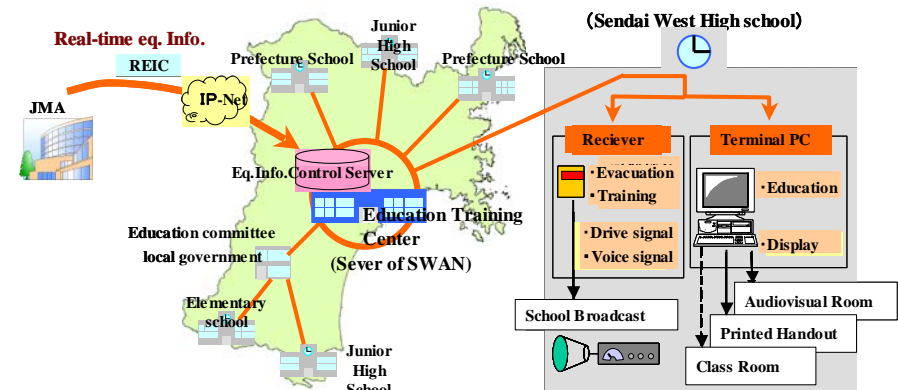 Real-time eq. Info.
REIC
JMA
IP-Net
Prefecture School
Junior
High
School
Prefecture School
Eq.Info.Control Server
Education Training
Center
(Sever of SWAN)
Education committee
local government
Elementary
school
Junior
High
School
(Sendai West High school)
Reciever
・Evacuation
・Training
・Drive signal
・Voice signal
School Broadcast
Terminal PC
・Education
・Display
Audiovisual Room
Printed Handout
Class Room